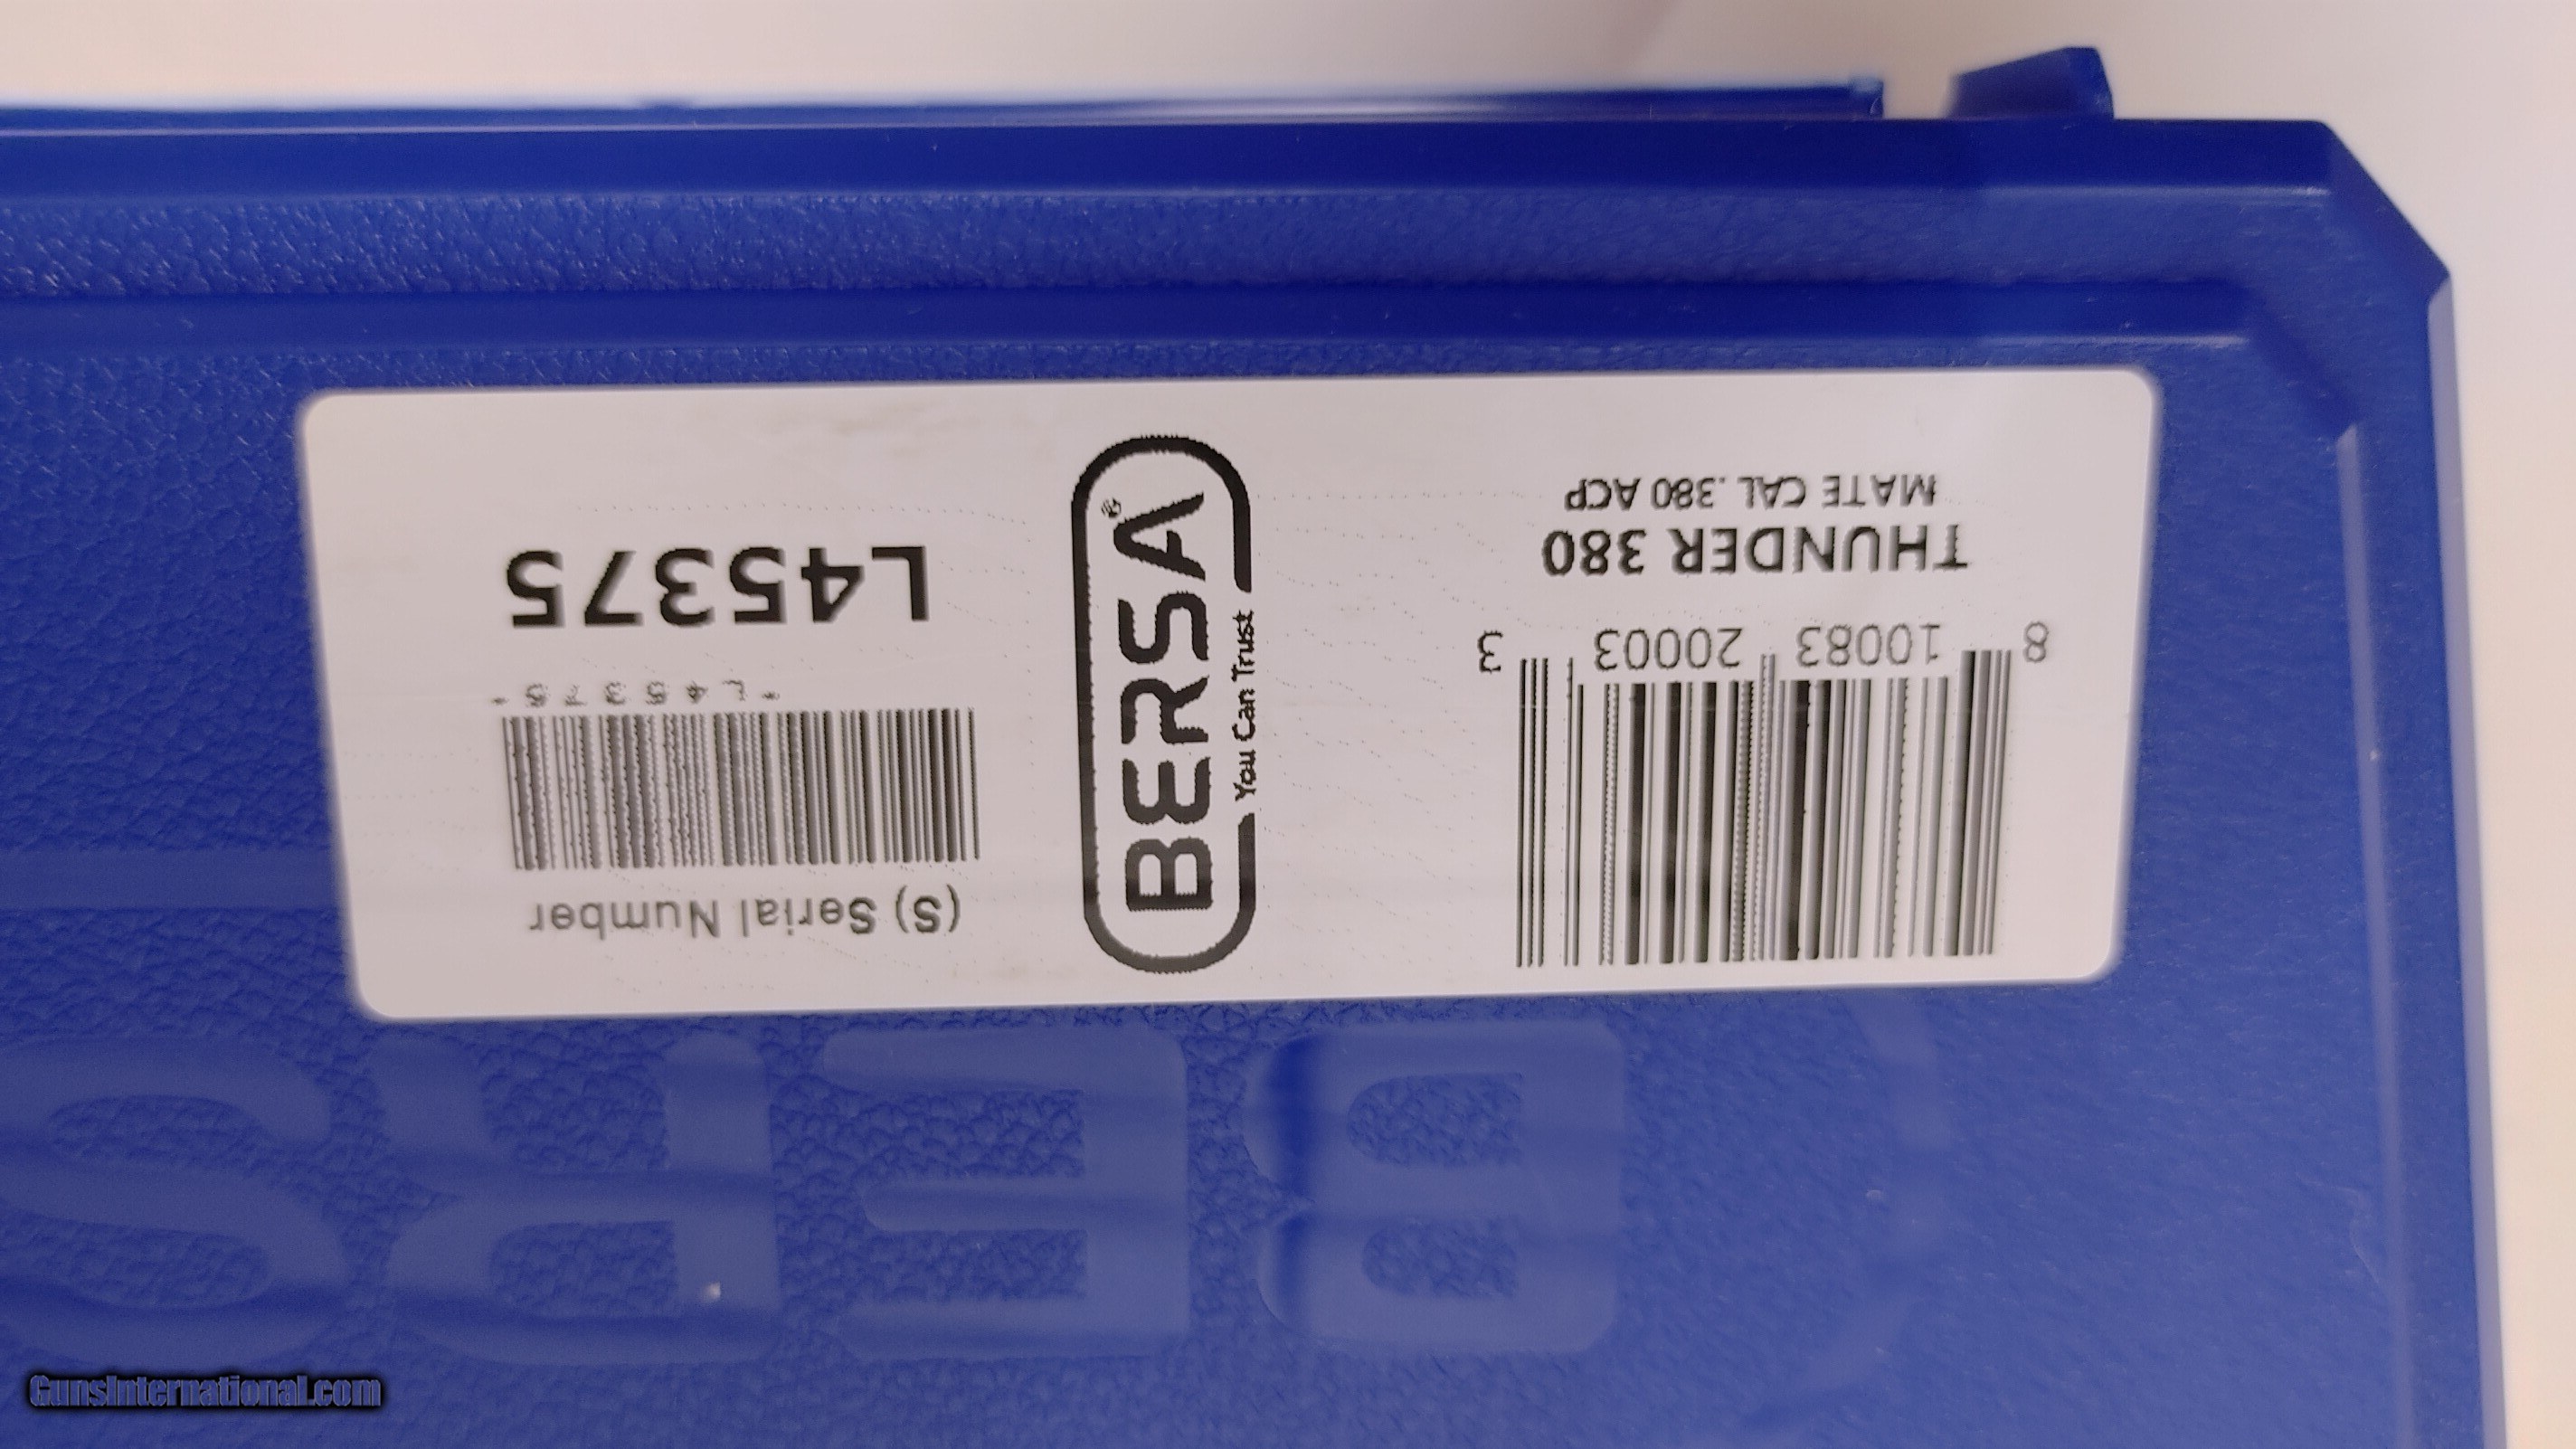 8 10083 20003 3
THUNDER 380
MATE CAL .380 ACP
BERSA®
You Can Trust
(S) Serial Number
*L45375*
L45375
BERS
GunsInternational.com